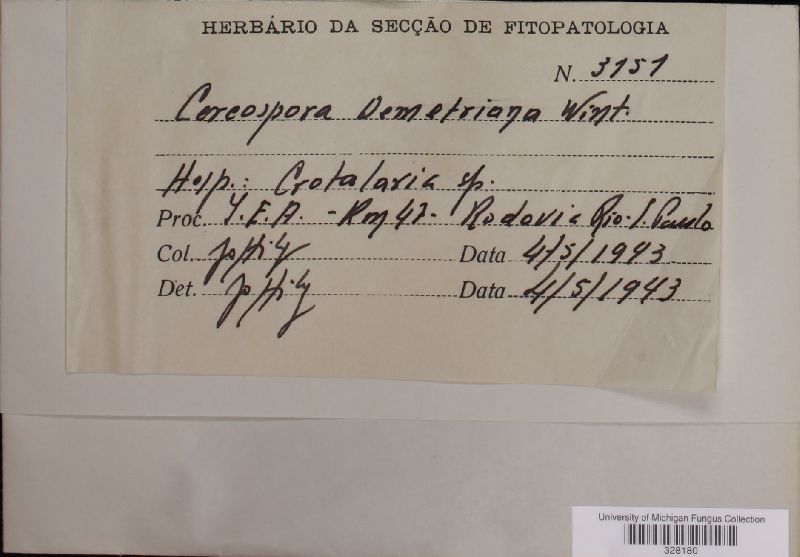 HERBÁRIO DA SECÇÃO DE FITOPATOLOGIA
N. 3151
Cercospora Demetriana Wint.
Hosp.: Crotalaria sp.
Proc. I.E.A. - Km 47 - Rodovia Rio-S. Paulo
Col. Data 4/5/1943
Det. Data 4/5/1943
University of Michigan Fungus Collection
328180